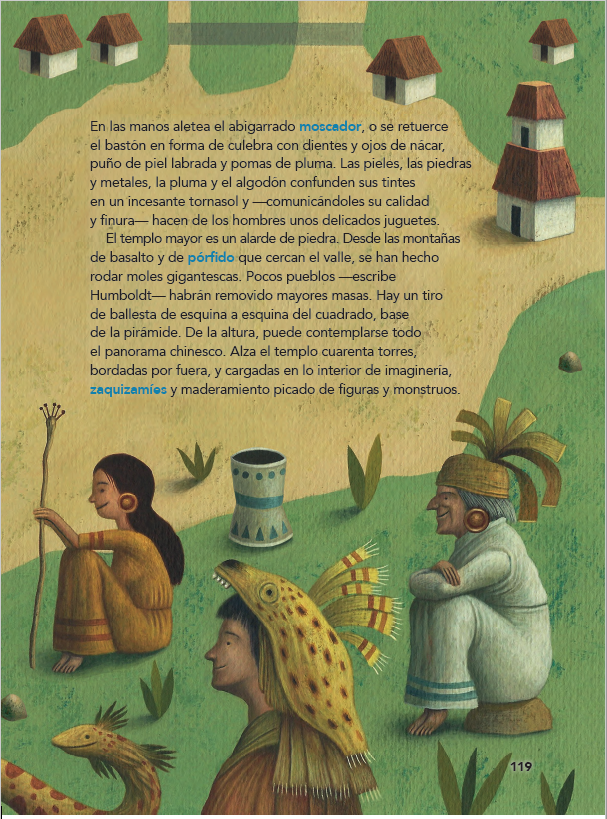 En las manos aletea el abigarrado moscador, o se retuerce
el bastón en forma de culebra con dientes y ojos de nácar,
puño de piel labrada y pomas de pluma. Las pieles, las piedras
y metales, la pluma y el algodón confunden sus tintes
en un incesante tornasol y —comunicándoles su calidad
y finura— hacen de los hombres unos delicados juguetes.
El templo mayor es un alarde de piedra. Desde las montañas
de basalto y de pórfido que cercan el valle, se han hecho
rodar moles gigantescas. Pocos pueblos —escribe
Humboldt— habrán removido mayores masas. Hay un tiro
de ballesta de esquina a esquina del cuadrado, base
de la pirámide. De la altura, puede contemplarse todo
el panorama chinesco. Alza el templo cuarenta torres,
bordadas por fuera, y cargadas en lo interior de imaginería,
zaquizamíes y maderamiento picado de figuras y monstruos.
119